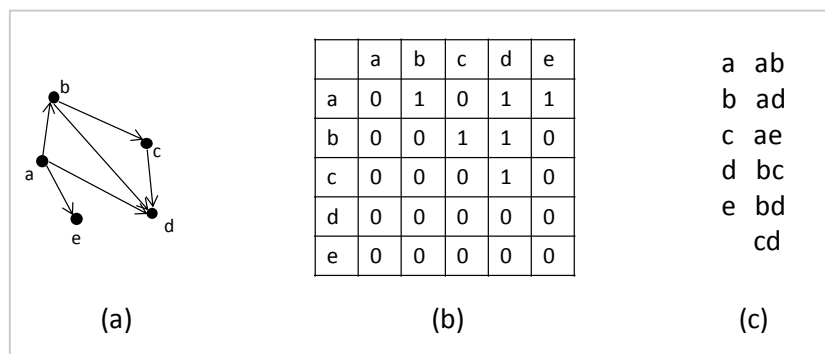 b
c
a
d
e
a b c d e
a 0 1 0 1 1
b 0 0 1 1 0
c 0 0 0 1 0
d 0 0 0 0 0
e 0 0 0 0 0
a ab
b ad
c ae
d bc
e bd
cd
(a) (b) (c)